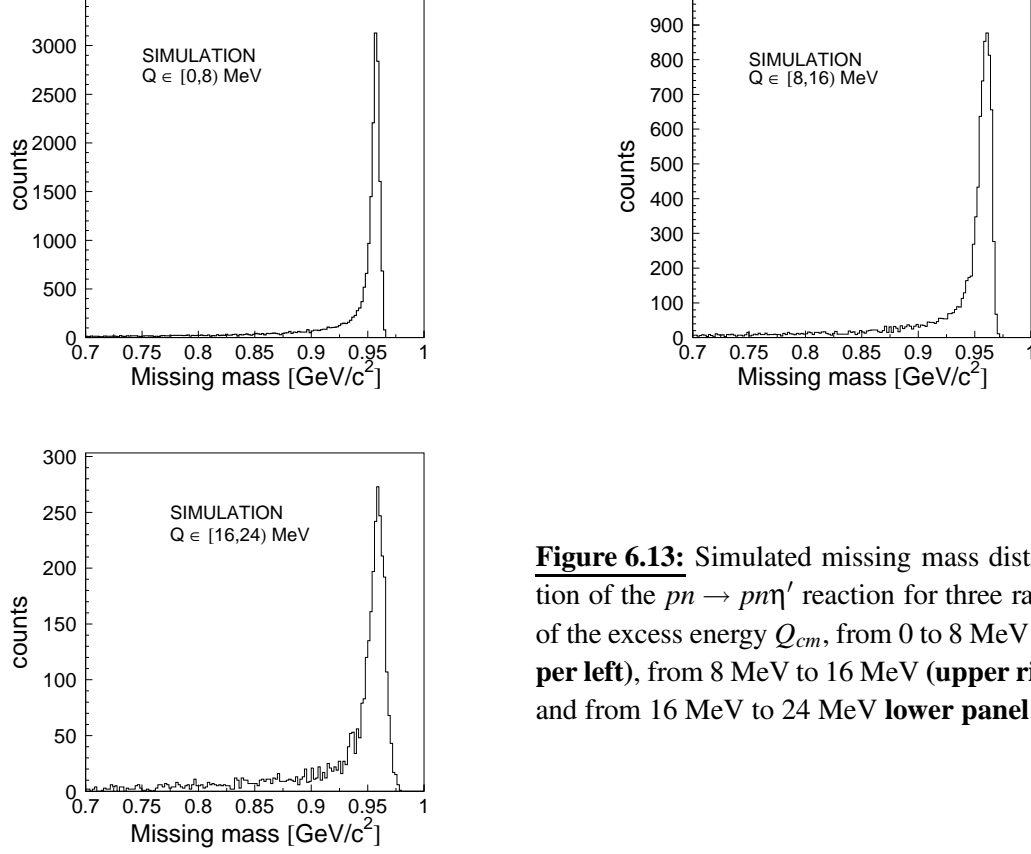 3000
2500
2000
1500
1000
500
0
counts
SIMULATION
Q ∈ [0,8) MeV
0.7 0.75 0.8 0.85 0.9 0.95 1
Missing mass [GeV/c²]
900
800
700
600
500
400
300
200
100
0
counts
SIMULATION
Q ∈ [8,16) MeV
0.7 0.75 0.8 0.85 0.9 0.95 1
Missing mass [GeV/c²]
300
250
200
150
100
50
0
counts
SIMULATION
Q ∈ [16,24) MeV
0.7 0.75 0.8 0.85 0.9 0.95 1
Missing mass [GeV/c²]
Figure 6.13: Simulated missing mass dist
tion of the pn → pnη′ reaction for three ra
of the excess energy Qcm, from 0 to 8 MeV
per left), from 8 MeV to 16 MeV (upper ri
and from 16 MeV to 24 MeV lower panel